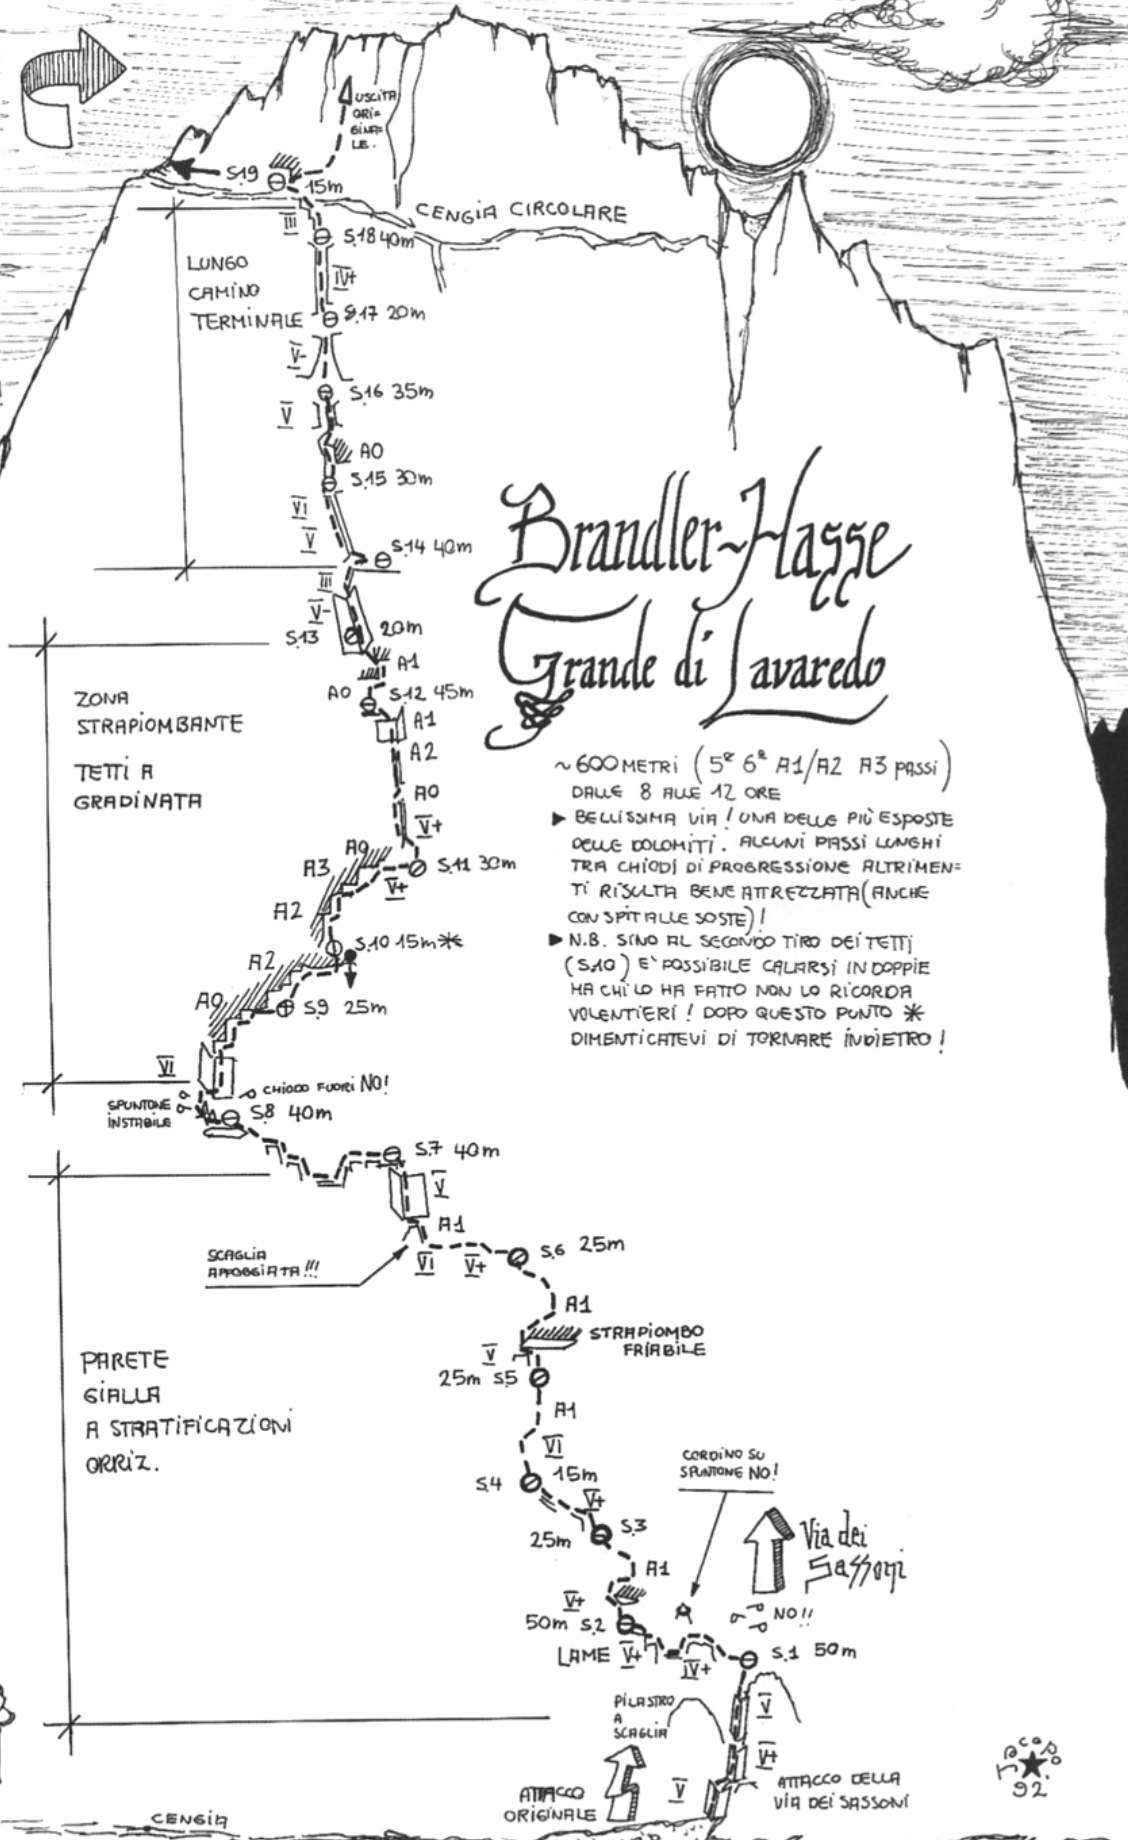 USCITA
ORI=
GINA=
LE.
S19
15m
CENGIA CIRCOLARE
III
S.18 40m
LUNGO
CAMINO
TERMINALE
IV+
S.17 20m
V-
S.16 35m
V
A0
S.15 30m
VI
V
S.14 40m
III
V-
S.13
20m
A1
A0
S.12 45m
A1
A2
A0
V+
ZONA
STRAPIOMBANTE
TETTI A
GRADINATA
Brandler~Hasse
Grande di Lavaredo
~600 METRI (5° 6° A1/A2 A3 PASSI)
DALLE 8 ALLE 12 ORE
▶ BELLISSIMA VIA! UNA DELLE PIÙ ESPOSTE
DELLE DOLOMITI. ALCUNI PASSI LUNGHI
TRA CHIODI DI PROGRESSIONE ALTRIMEN=
TI RISULTA BENE ATTREZZATA (ANCHE
CON SPIT ALLE SOSTE)!
▶ N.B. SINO AL SECONDO TIRO DEI TETTI
(S.10) E' POSSIBILE CALARSI IN DOPPIE
MA CHI LO HA FATTO NON LO RICORDA
VOLENTIERI! DOPO QUESTO PUNTO *
DIMENTICATEVI DI TORNARE INDIETRO!
A0
A3
S.11 30m
V+
A2
S.10 15m*
A2
A0
S.9 25m
VI
CHIODO FUORI NO!
SPUNTONE
INSTABILE
S.8 40m
S.7 40m
V
A1
SCAGLIA
APPOGGIATA!!!
VI
V+
S.6 25m
A1
STRAPIOMBO
FRIABILE
V
25m S.5
PARETE
GIALLA
A STRATIFICAZIONI
ORRIZ.
A1
VI
S.4
15m
V+
25m
S.3
CORDINO SU
SPUNTONE NO!
A1
Via dei
Sassoni
V+
50m S.2
NO!!
LAME V+
IV+
S.1 50m
PILASTRO
A
SCAGLIA
V
V+
ATTACCO
ORIGINALE
V
ATTACCO DELLA
VIA DEI SASSONI
92.
CENGIA